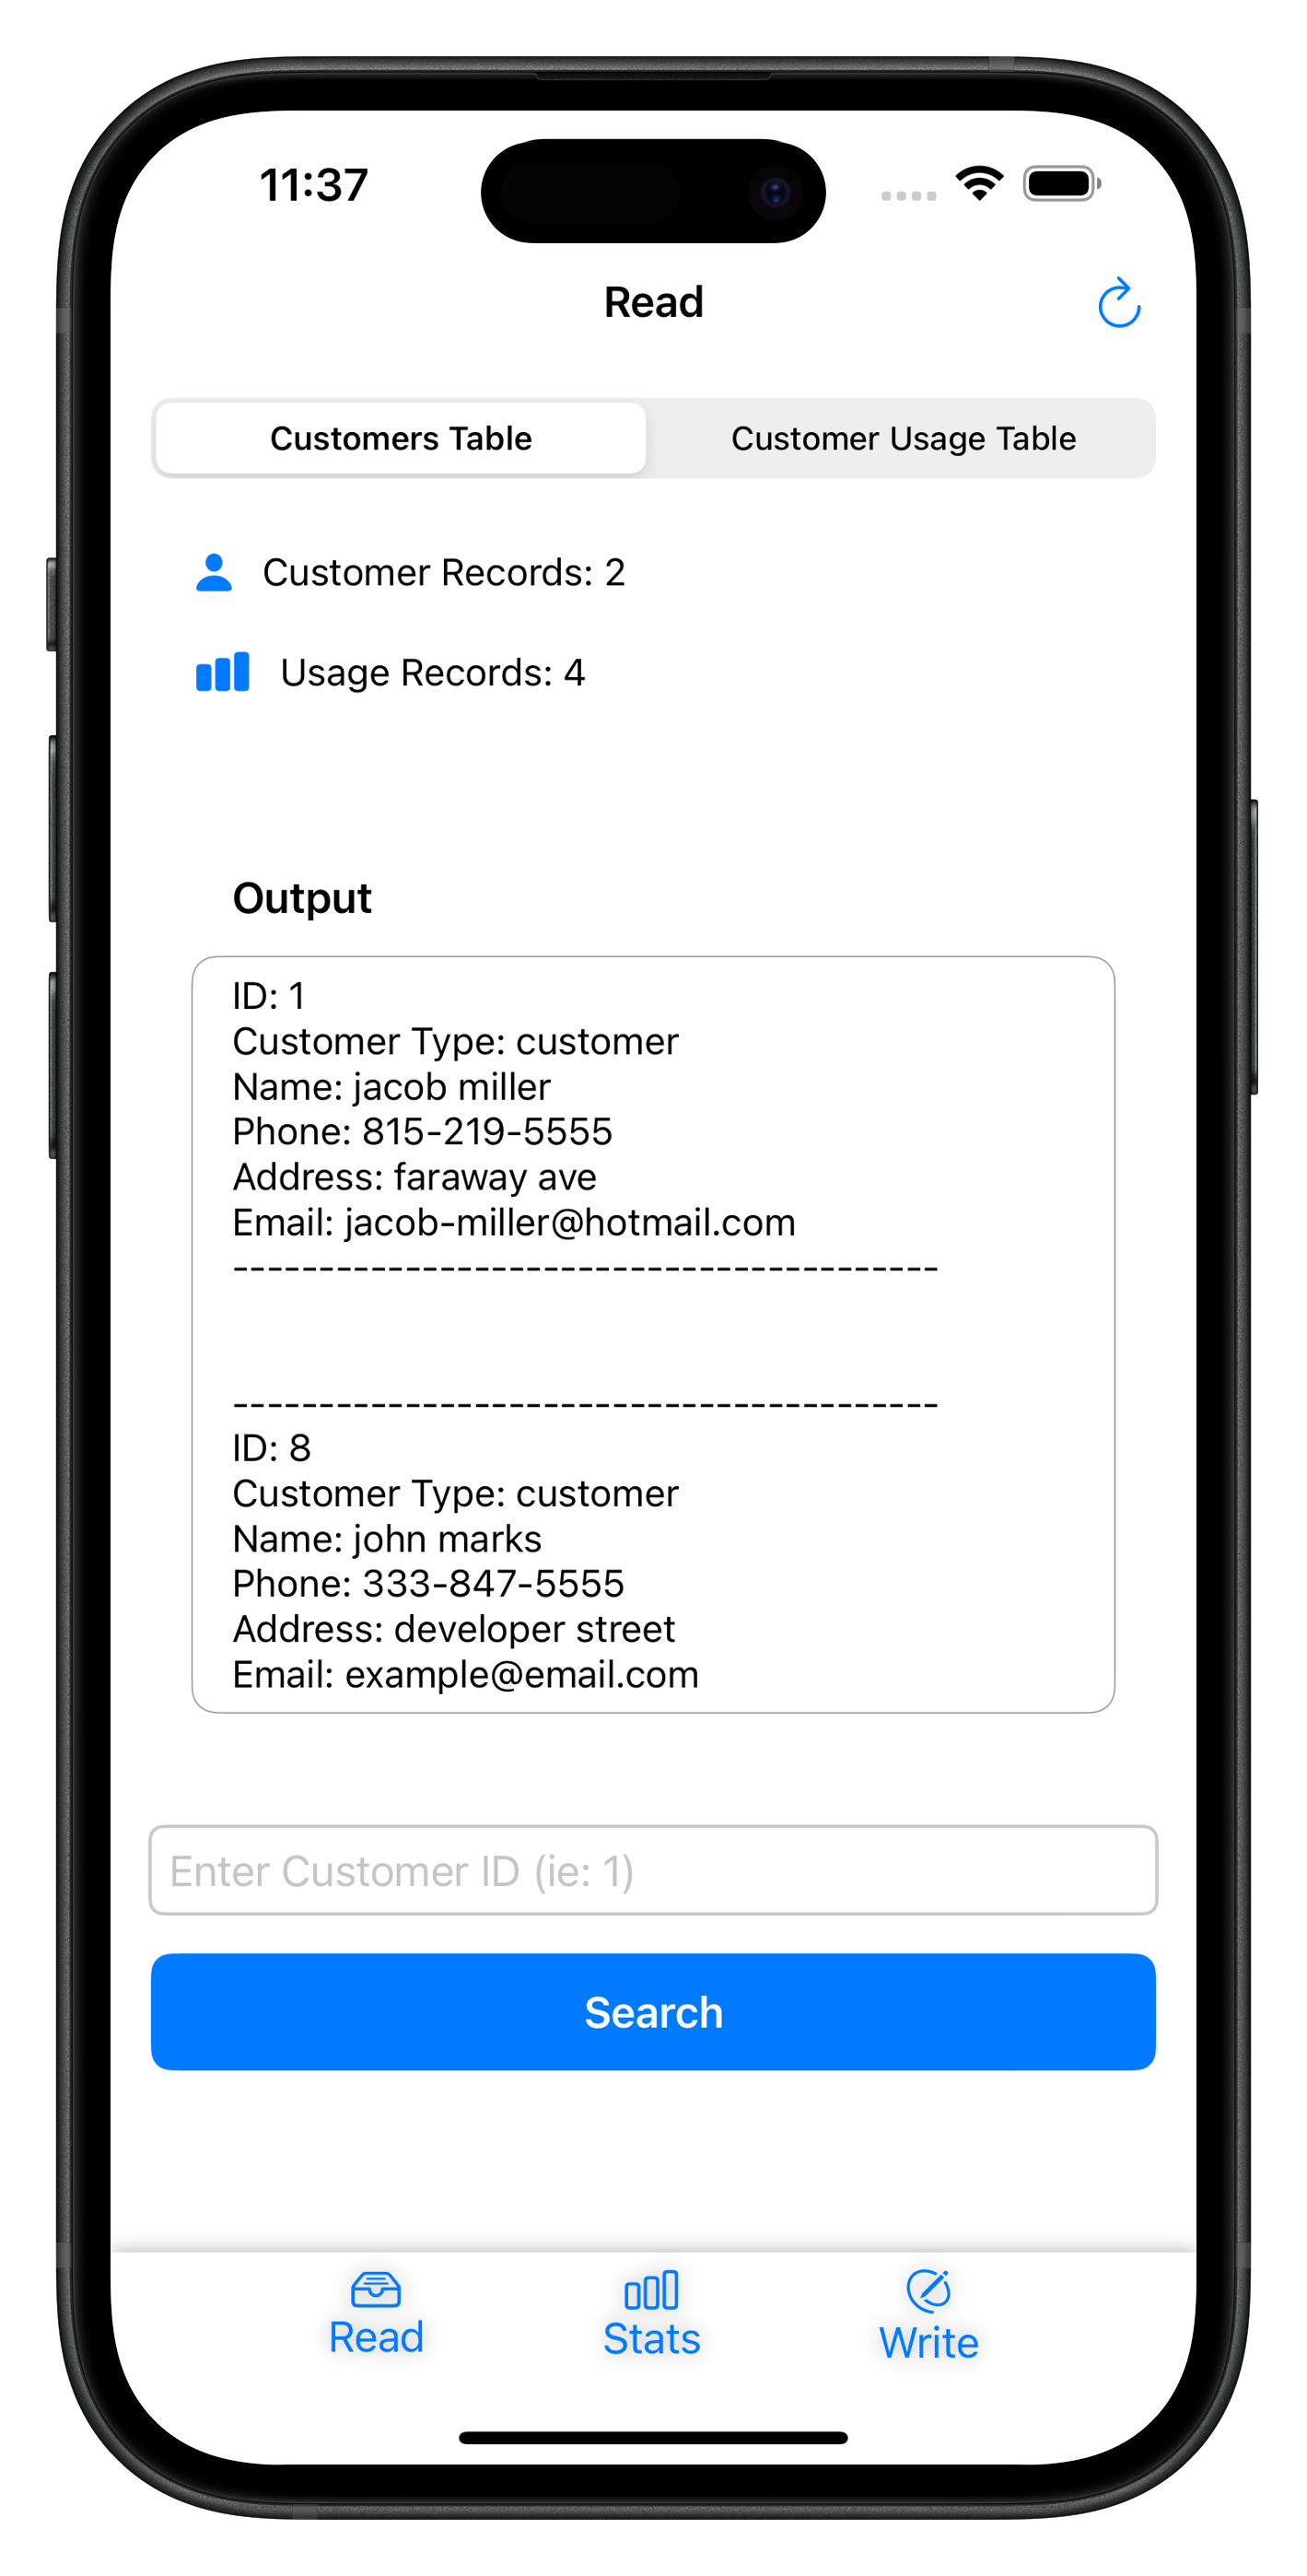 11:37
Read
Customers Table
Customer Usage Table
Customer Records: 2
Usage Records: 4
Output
ID: 1
Customer Type: customer
Name: jacob miller
Phone: 815-219-5555
Address: faraway ave
Email: jacob-miller@hotmail.com
-----------------------------------------
-----------------------------------------
ID: 8
Customer Type: customer
Name: john marks
Phone: 333-847-5555
Address: developer street
Email: example@email.com
Enter Customer ID (ie: 1)
Search
Read
Stats
Write